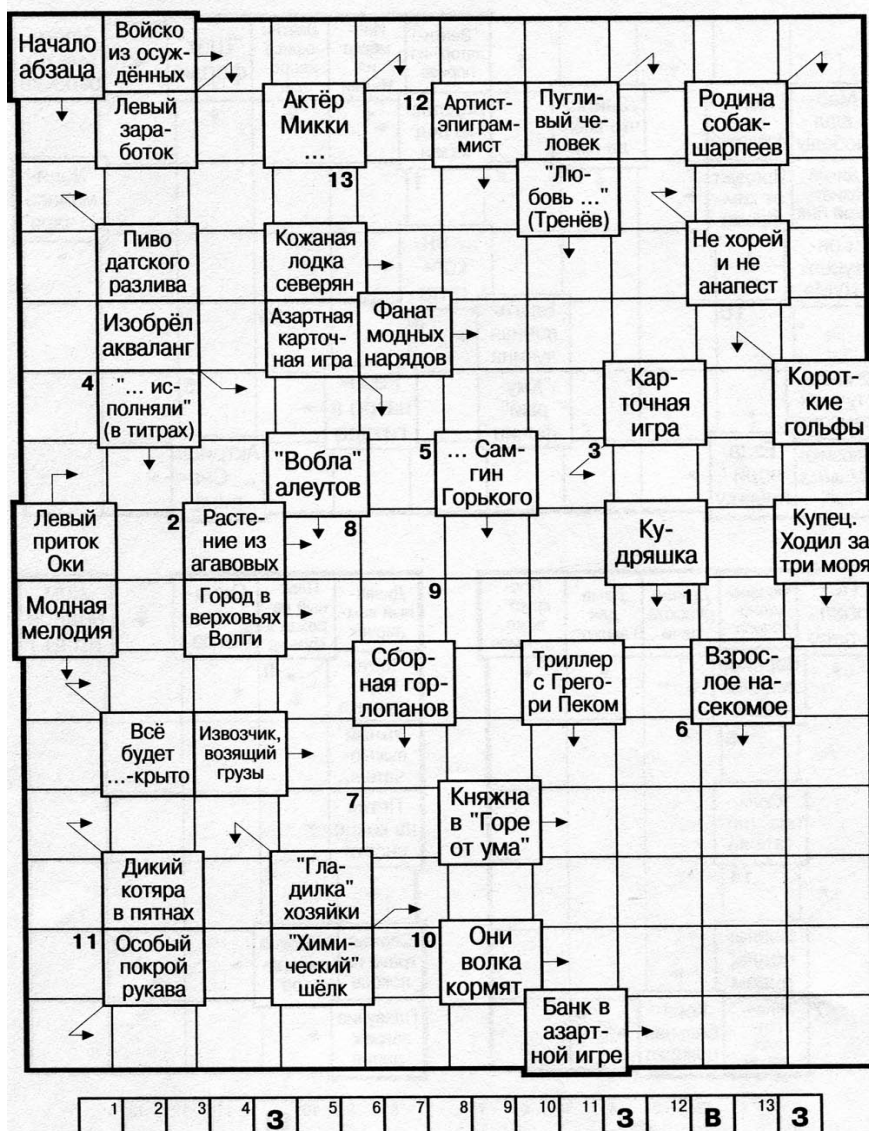 Начало
абзаца
Войско
из осуж-
дённых
Левый
зара-
боток
Актёр
Микки
...
13
12
Артист-
эпиграм-
мист
Пугли-
вый че-
ловек
"Лю-
бовь ..."
(Тренёв)
Родина
собак-
шарпеев
Пиво
датского
разлива
Кожаная
лодка
северян
Не хорей
и не
анапест
Изобрёл
акваланг
Азартная
карточ-
ная игра
Фанат
модных
нарядов
4
"... ис-
полняли"
(в титрах)
Кар-
точная
игра
Корот-
кие
гольфы
"Вобла"
алеутов
8
5
... Сам-
гин
Горького
3
Левый
приток
Оки
2
Расте-
ние из
агавовых
Ку-
дряшка
1
Купец.
Ходил за
три моря
Модная
мелодия
Город в
верховьях
Волги
9
Сбор-
ная гор-
лопанов
Триллер
с Грего-
ри Пеком
Взрос-
лое на-
секомое
6
Всё
будет
...-крыто
Извозчик,
возящий
грузы
7
Княжна
в "Горе
от ума"
Дикий
котяра
в пятнах
"Гла-
дилка"
хозяйки
11
Особый
покрой
рукава
"Хими-
ческий"
шёлк
10
Они
волка
кормят
Банк в
азарт-
ной игре
1 2 3 4 З 5 6 7 8 9 10 11 З 12 В 13 З